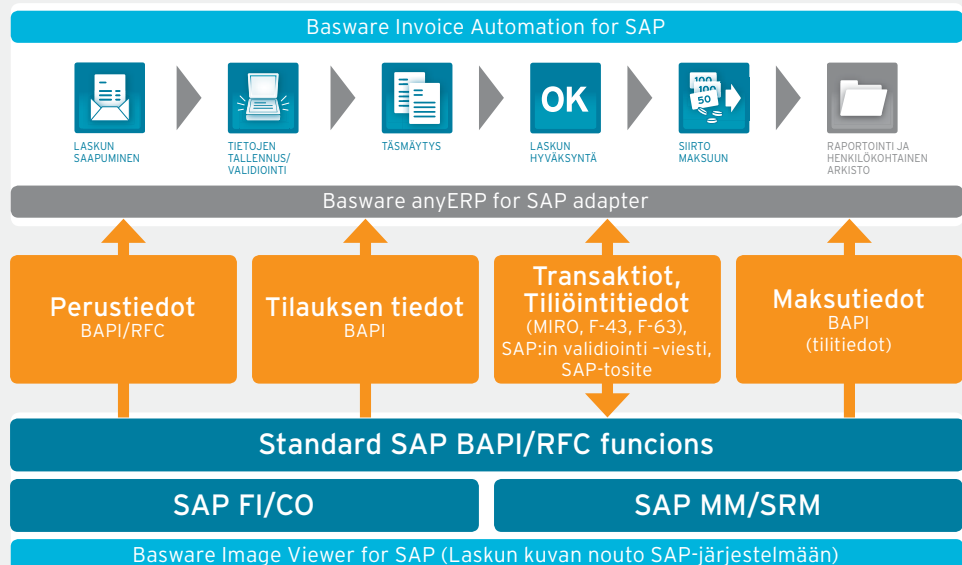 Basware Invoice Automation for SAP
OK
100
100
50
LASKUN
SAAPUMINEN
TIETOJEN
TALLENNUS/
VALIDIOINTI
TÄSMÄYTYS
LASKUN
HYVÄKSYNTÄ
SIIRTO
MAKSUUN
RAPORTOINTI JA
HENKILÖKOHTAINEN
ARKISTO
Basware anyERP for SAP adapter
Perustiedot
BAPI/RFC
Tilauksen tiedot
BAPI
Transaktiot,
Tiliöintitiedot
(MIRO, F-43, F-63),
SAP:in validiointi –viesti,
SAP-tosite
Maksutiedot
BAPI
(tilitiedot)
Standard SAP BAPI/RFC funcions
SAP FI/CO
SAP MM/SRM
Basware Image Viewer for SAP (Laskun kuvan nouto SAP-järjestelmään)